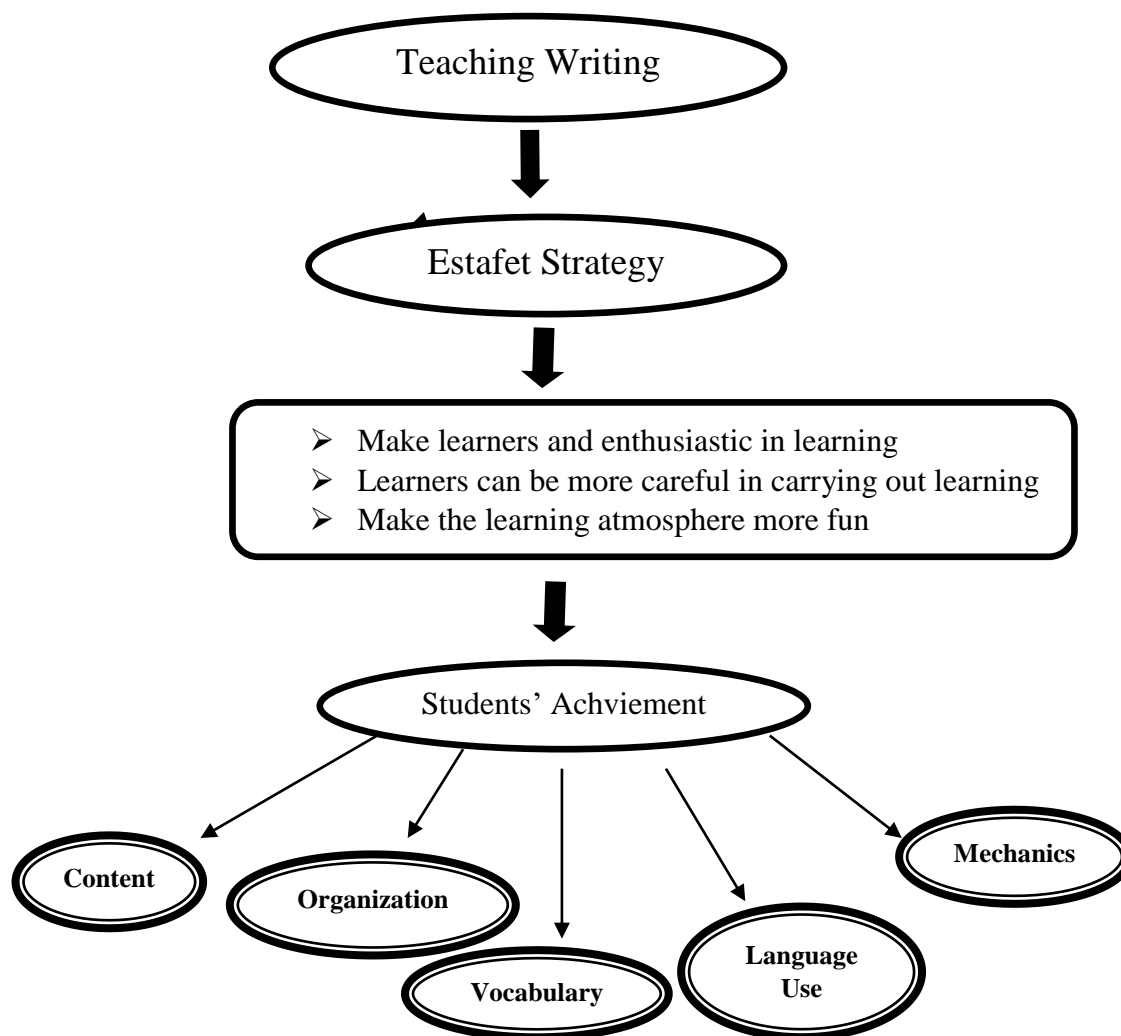 Teaching Writing
Estafet Strategy
➢ Make learners and enthusiastic in learning
➢ Learners can be more careful in carrying out learning
➢ Make the learning atmosphere more fun
Students’ Achviement
Content
Organization
Vocabulary
Language
Use
Mechanics